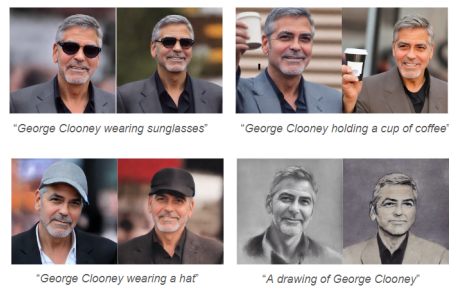 “George Clooney wearing sunglasses”
“George Clooney holding a cup of coffee”
“George Clooney wearing a hat”
“A drawing of George Clooney”